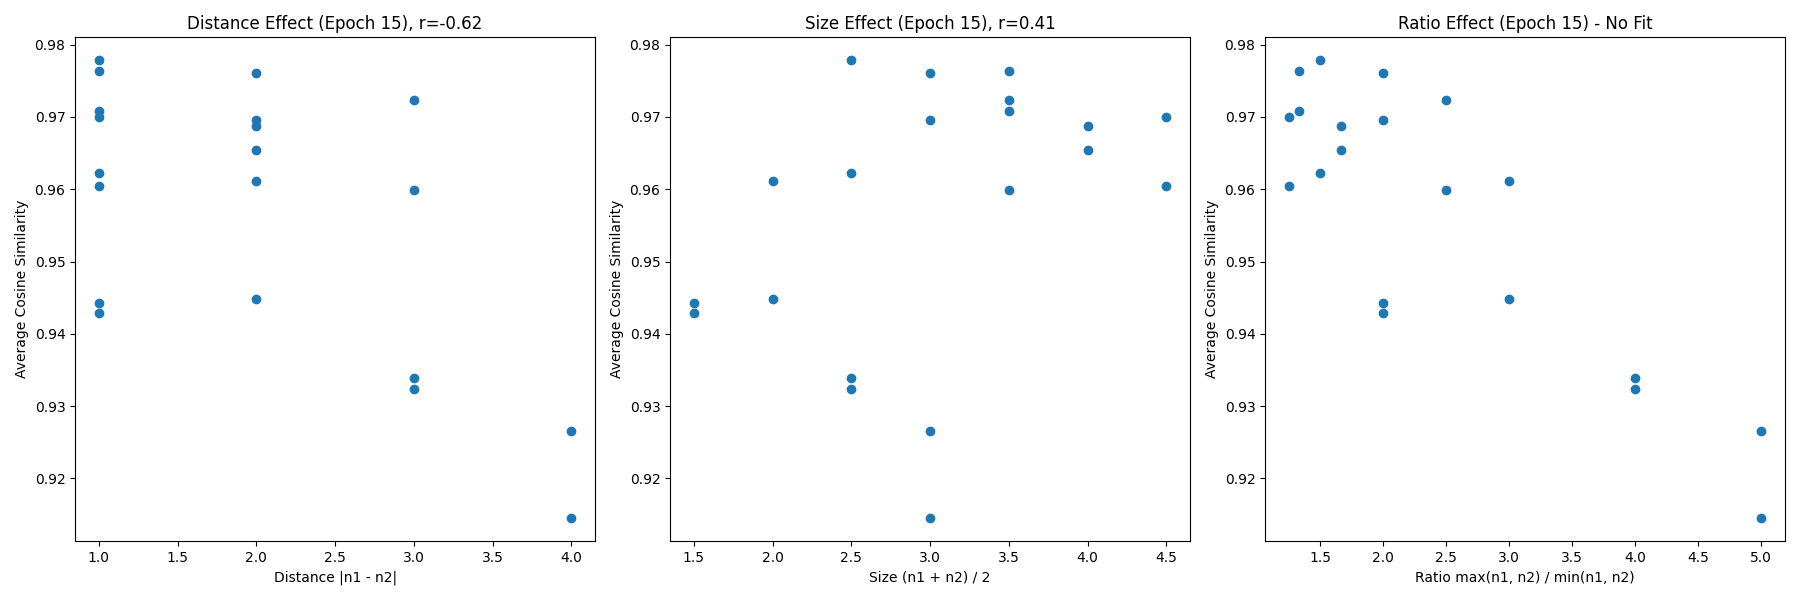 Distance Effect (Epoch 15), r=-0.62
Average Cosine Similarity
0.98
0.97
0.96
0.95
0.94
0.93
0.92
1.0 1.5 2.0 2.5 3.0 3.5 4.0
Distance |n1 - n2|
Size Effect (Epoch 15), r=0.41
Average Cosine Similarity
0.98
0.97
0.96
0.95
0.94
0.93
0.92
1.5 2.0 2.5 3.0 3.5 4.0 4.5
Size (n1 + n2) / 2
Ratio Effect (Epoch 15) - No Fit
Average Cosine Similarity
0.98
0.97
0.96
0.95
0.94
0.93
0.92
1.5 2.0 2.5 3.0 3.5 4.0 4.5 5.0
Ratio max(n1, n2) / min(n1, n2)